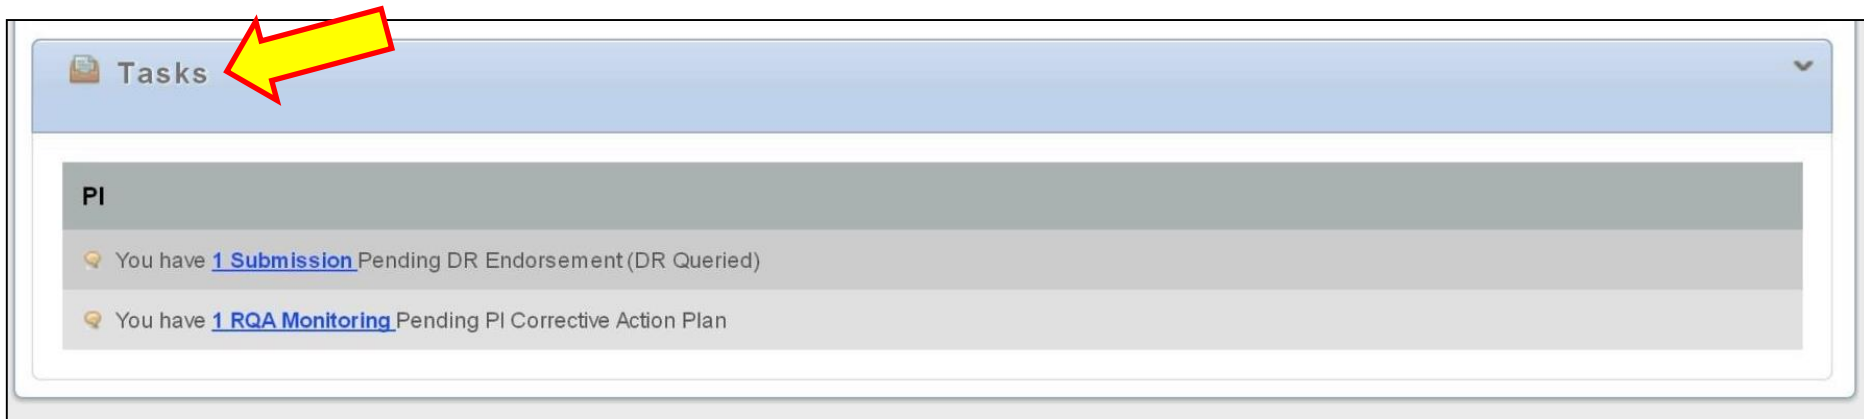 Tasks
PI
You have 1 Submission Pending DR Endorsement (DR Queried)
You have 1 RQA Monitoring Pending PI Corrective Action Plan